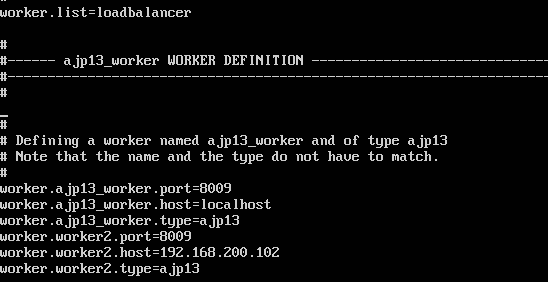 worker.list=loadbalancer
#
#------ ajp13_worker WORKER DEFINITION ------------------------------
#---------------------------------------------------------------------
#
_
#
# Defining a worker named ajp13_worker and of type ajp13
# Note that the name and the type do not have to match.
#
worker.ajp13_worker.port=8009
worker.ajp13_worker.host=localhost
worker.ajp13_worker.type=ajp13
worker.worker2.port=8009
worker.worker2.host=192.168.200.102
worker.worker2.type=ajp13